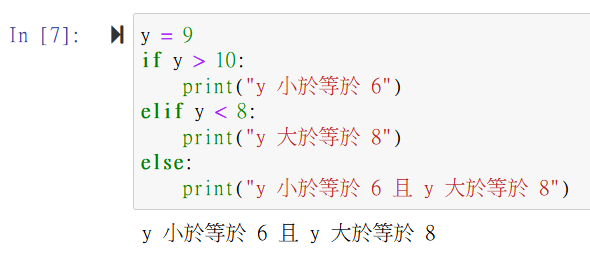 In [7]:
y = 9
if y > 10:
    print("y 小於等於 6")
elif y < 8:
    print("y 大於等於 8")
else:
    print("y 小於等於 6 且 y 大於等於 8")
y 小於等於 6 且 y 大於等於 8